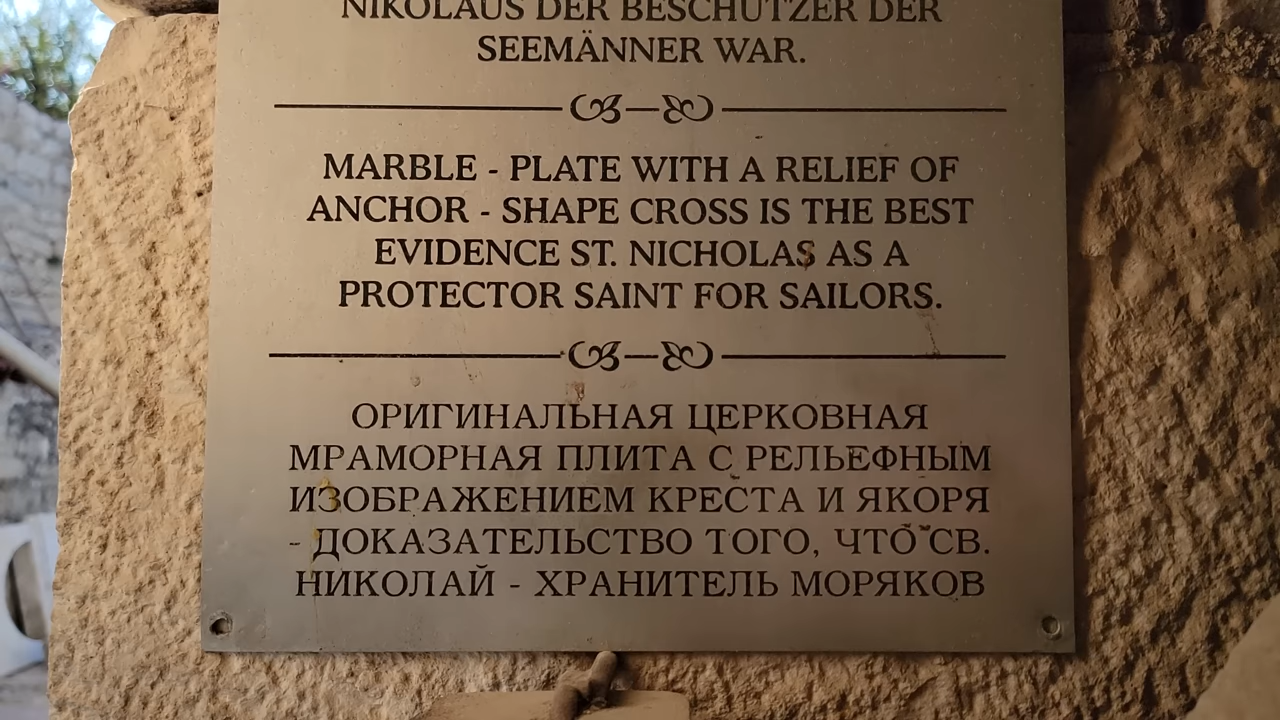 NIKOLAUS DER BESCHÜTZER DER
SEEMÄNNER WAR.
MARBLE - PLATE WITH A RELIEF OF
ANCHOR - SHAPE CROSS IS THE BEST
EVIDENCE ST. NICHOLAS AS A
PROTECTOR SAINT FOR SAILORS.
ОРИГИНАЛЬНАЯ ЦЕРКОВНАЯ
МРАМОРНАЯ ПЛИТА С РЕЛЬЕФНЫМ
ИЗОБРАЖЕНИЕМ КРЕСТА И ЯКОРЯ
- ДОКАЗАТЕЛЬСТВО ТОГО, ЧТО СВ.
НИКОЛАЙ - ХРАНИТЕЛЬ МОРЯКОВ